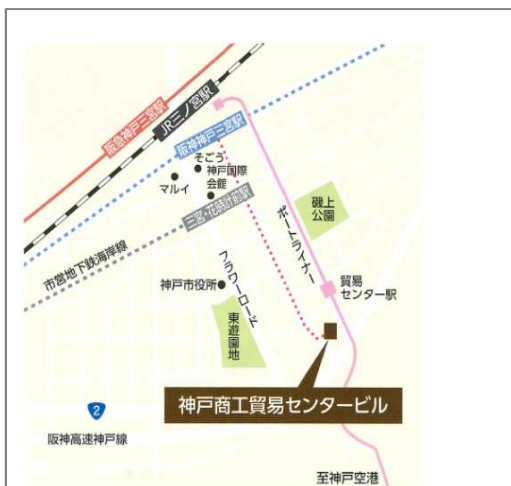 阪急神戸三宮駅
JR三ノ宮駅
阪神神戸三宮駅
そごう
神戸国際
会館
マルイ
三宮・花時計前駅
市営地下鉄海岸線
フラワーロード
ポートライナー
磯上
公園
貿易
センター駅
神戸市役所
東遊園地
神戸商工貿易センタービル
2
阪神高速神戸線
至神戸空港